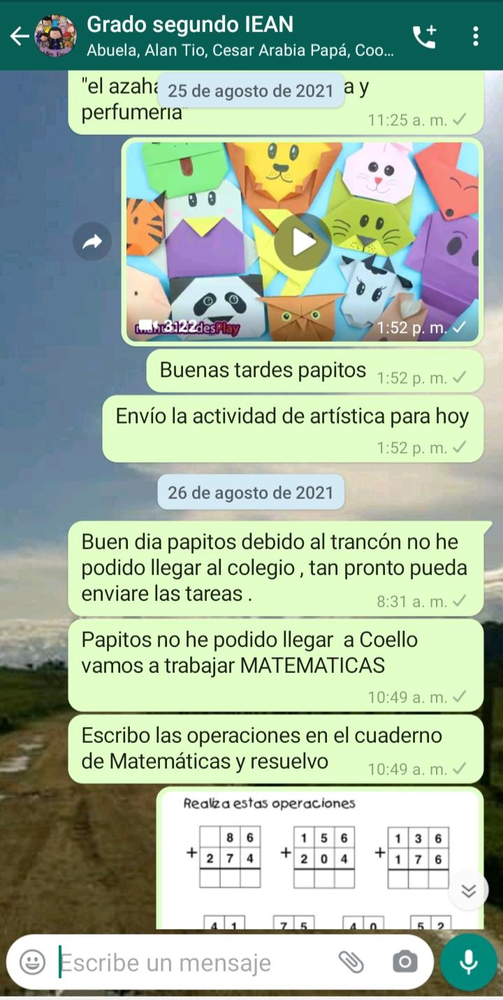 Grado segundo IEAN
Abuela, Alan Tio, Cesar Arabia Papá, Coo...
"el azaha
25 de agosto de 2021
a y
perfumería"
11:25 a. m.
3:22
desPlay
1:52 p. m.
Buenas tardes papitos 1:52 p. m.
Envío la actividad de artística para hoy
1:52 p. m.
26 de agosto de 2021
Buen dia papitos debido al trancón no he
podido llegar al colegio , tan pronto pueda
enviare las tareas .
8:31 a. m.
Papitos no he podido llegar a Coello
vamos a trabajar MATEMATICAS
10:49 a. m.
Escribo las operaciones en el cuaderno
de Matemáticas y resuelvo
10:49 a. m.
Realiza estas operaciones
8 6 1 5 6 1 3 6
+ 2 7 4 + 2 0 4 + 1 7 6
4 1 7 5 4 0 5 2
Escribe un mensaje